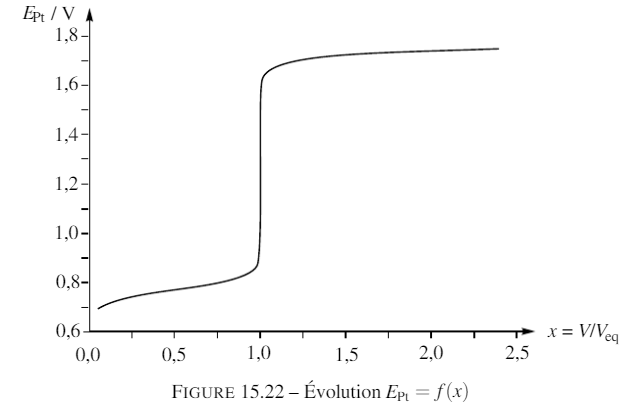 E_Pt / V
1,8
1,6
1,4
1,2
1,0
0,8
0,6
0,0 0,5 1,0 1,5 2,0 2,5
x = V/V_eq
FIGURE 15.22 – Évolution E_Pt = f(x)